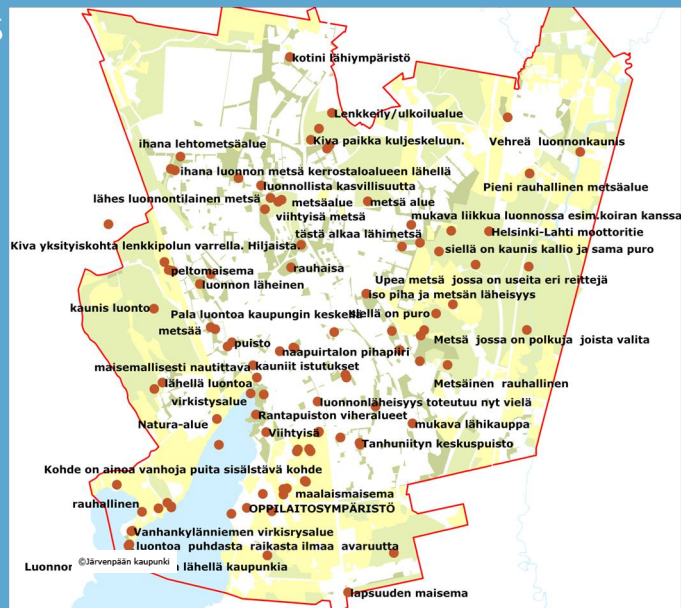 kotini lähiympäristö
Lenkkeily/ulkoilualue
Kiva paikka kuljeskeluun.
Vehreä luonnonkaunis
ihana lehtometsäalue
ihana luonnon metsä kerrostaloalueen lähellä
Pieni rauhallinen metsäalue
luonnollista kasvillisuutta
lähes luonnontilainen metsä
metsäalue
metsä alue
viihtyisä metsä
mukava liikkua luonnossa esim.koiran kanssa
tästä alkaa lähimetsä
Helsinki-Lahti moottoritie
Kiva yksityiskohta lenkkipolun varrella. Hiljaista.
siellä on kaunis kallio ja sama puro
peltomaisema
rauhaisa
luonnon läheinen
Upea metsä jossa on useita eri reittejä
iso piha ja metsän läheisyys
kaunis luonto
Pala luontoa kaupungin keskellä
siellä on puro
metsää
puisto
Metsä jossa on polkuja joista valita
naapuritalon pihapiiri
maisemallisesti nautittava
kauniit istutukset
lähellä luontoa
Metsäinen rauhallinen
virkistysalue
luonnonläheisyys toteutuu nyt vielä
Rantapuiston viheralueet
Natura-alue
mukava lähikauppa
Viihtyisä
Tanhuniityn keskuspuisto
Kohde on ainoa vanhoja puita sisälstävä kohde
rauhallinen
maalaismaisema
OPPILAITOSYMPÄRISTÖ
Vanhankylänniemen virkisrysalue
luontoa puhdasta raikasta ilmaa avaruutta
©Järvenpään kaupunki
lähellä kaupunkia
lapsuuden maisema